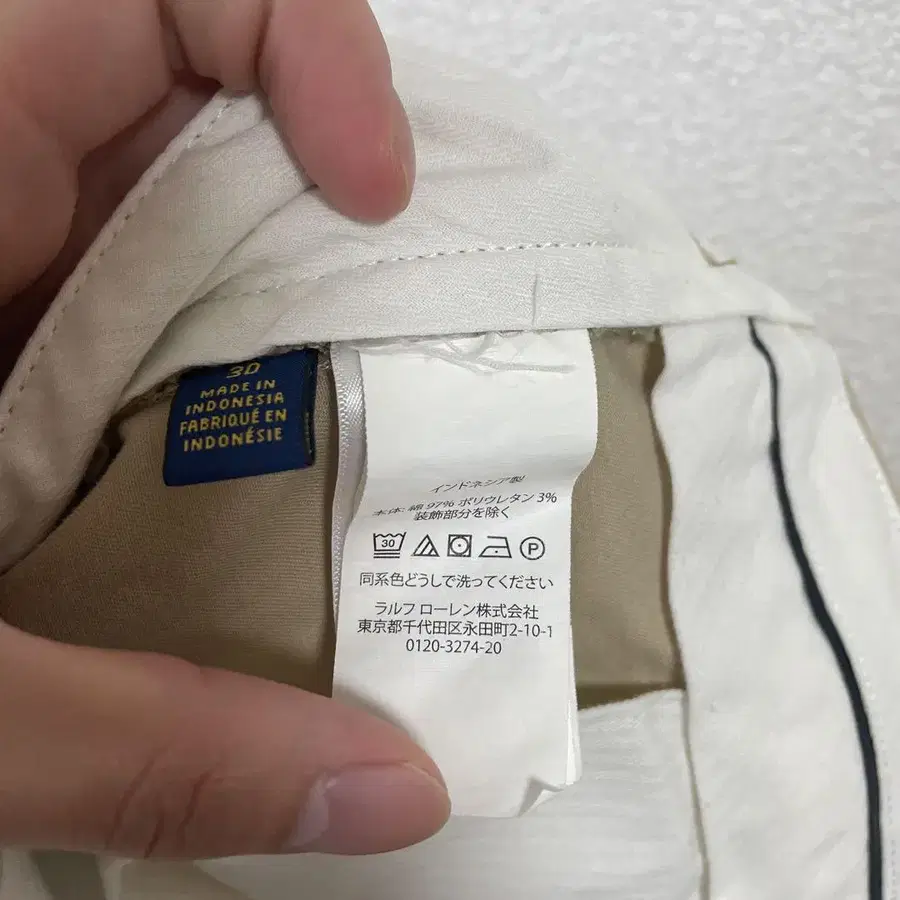 3D
MADE IN
INDONESIA
FABRIQUÉ EN
INDONÉSIE
インドネシア製
本体: 綿 97% ポリウレタン 3%
装飾部分を除く
30
P
同系色どうしで洗ってください
ラルフ ローレン株式会社
東京都千代田区永田町2-10-1
0120-3274-20